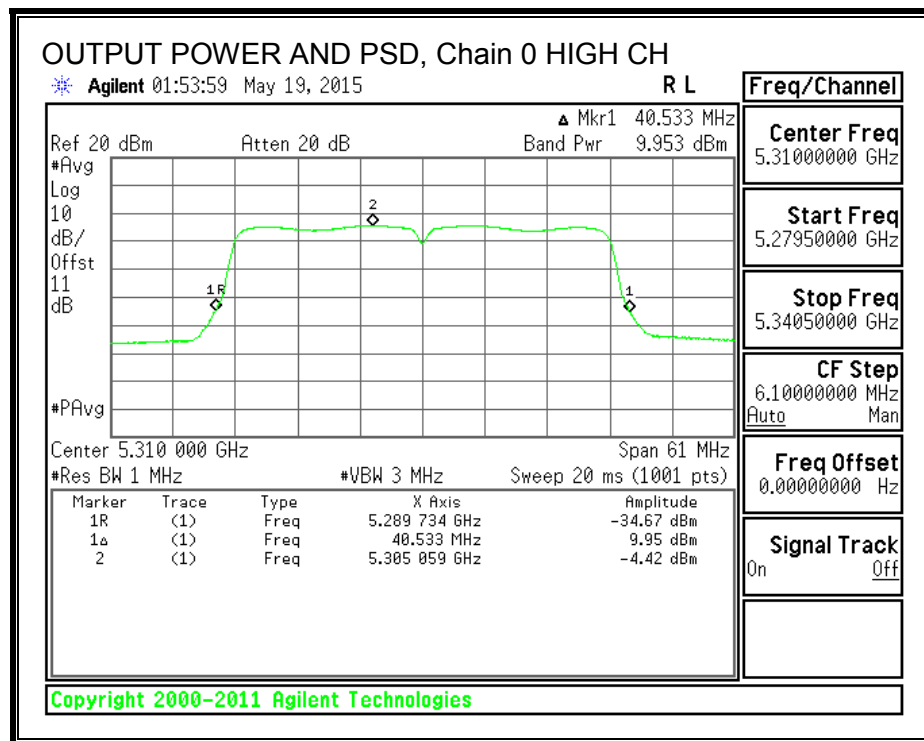 OUTPUT POWER AND PSD, Chain 0 HIGH CH
Agilent 01:53:59 May 19, 2015 R L
Δ Mkr1 40.533 MHz
Ref 20 dBm Atten 20 dB Band Pwr 9.953 dBm
#Avg
Log
10
dB/
Offst
11
dB
#PAvg
1R
2
1
Center 5.310 000 GHz Span 61 MHz
#Res BW 1 MHz #VBW 3 MHz Sweep 20 ms (1001 pts)
Marker Trace Type X Axis Amplitude
1R (1) Freq 5.289 734 GHz -34.67 dBm
1Δ (1) Freq 40.533 MHz 9.95 dBm
2 (1) Freq 5.305 059 GHz -4.42 dBm
Freq/Channel
Center Freq
5.31000000 GHz
Start Freq
5.27950000 GHz
Stop Freq
5.34050000 GHz
CF Step
6.10000000 MHz
Auto Man
Freq Offset
0.00000000 Hz
Signal Track
On Off
Copyright 2000-2011 Agilent Technologies